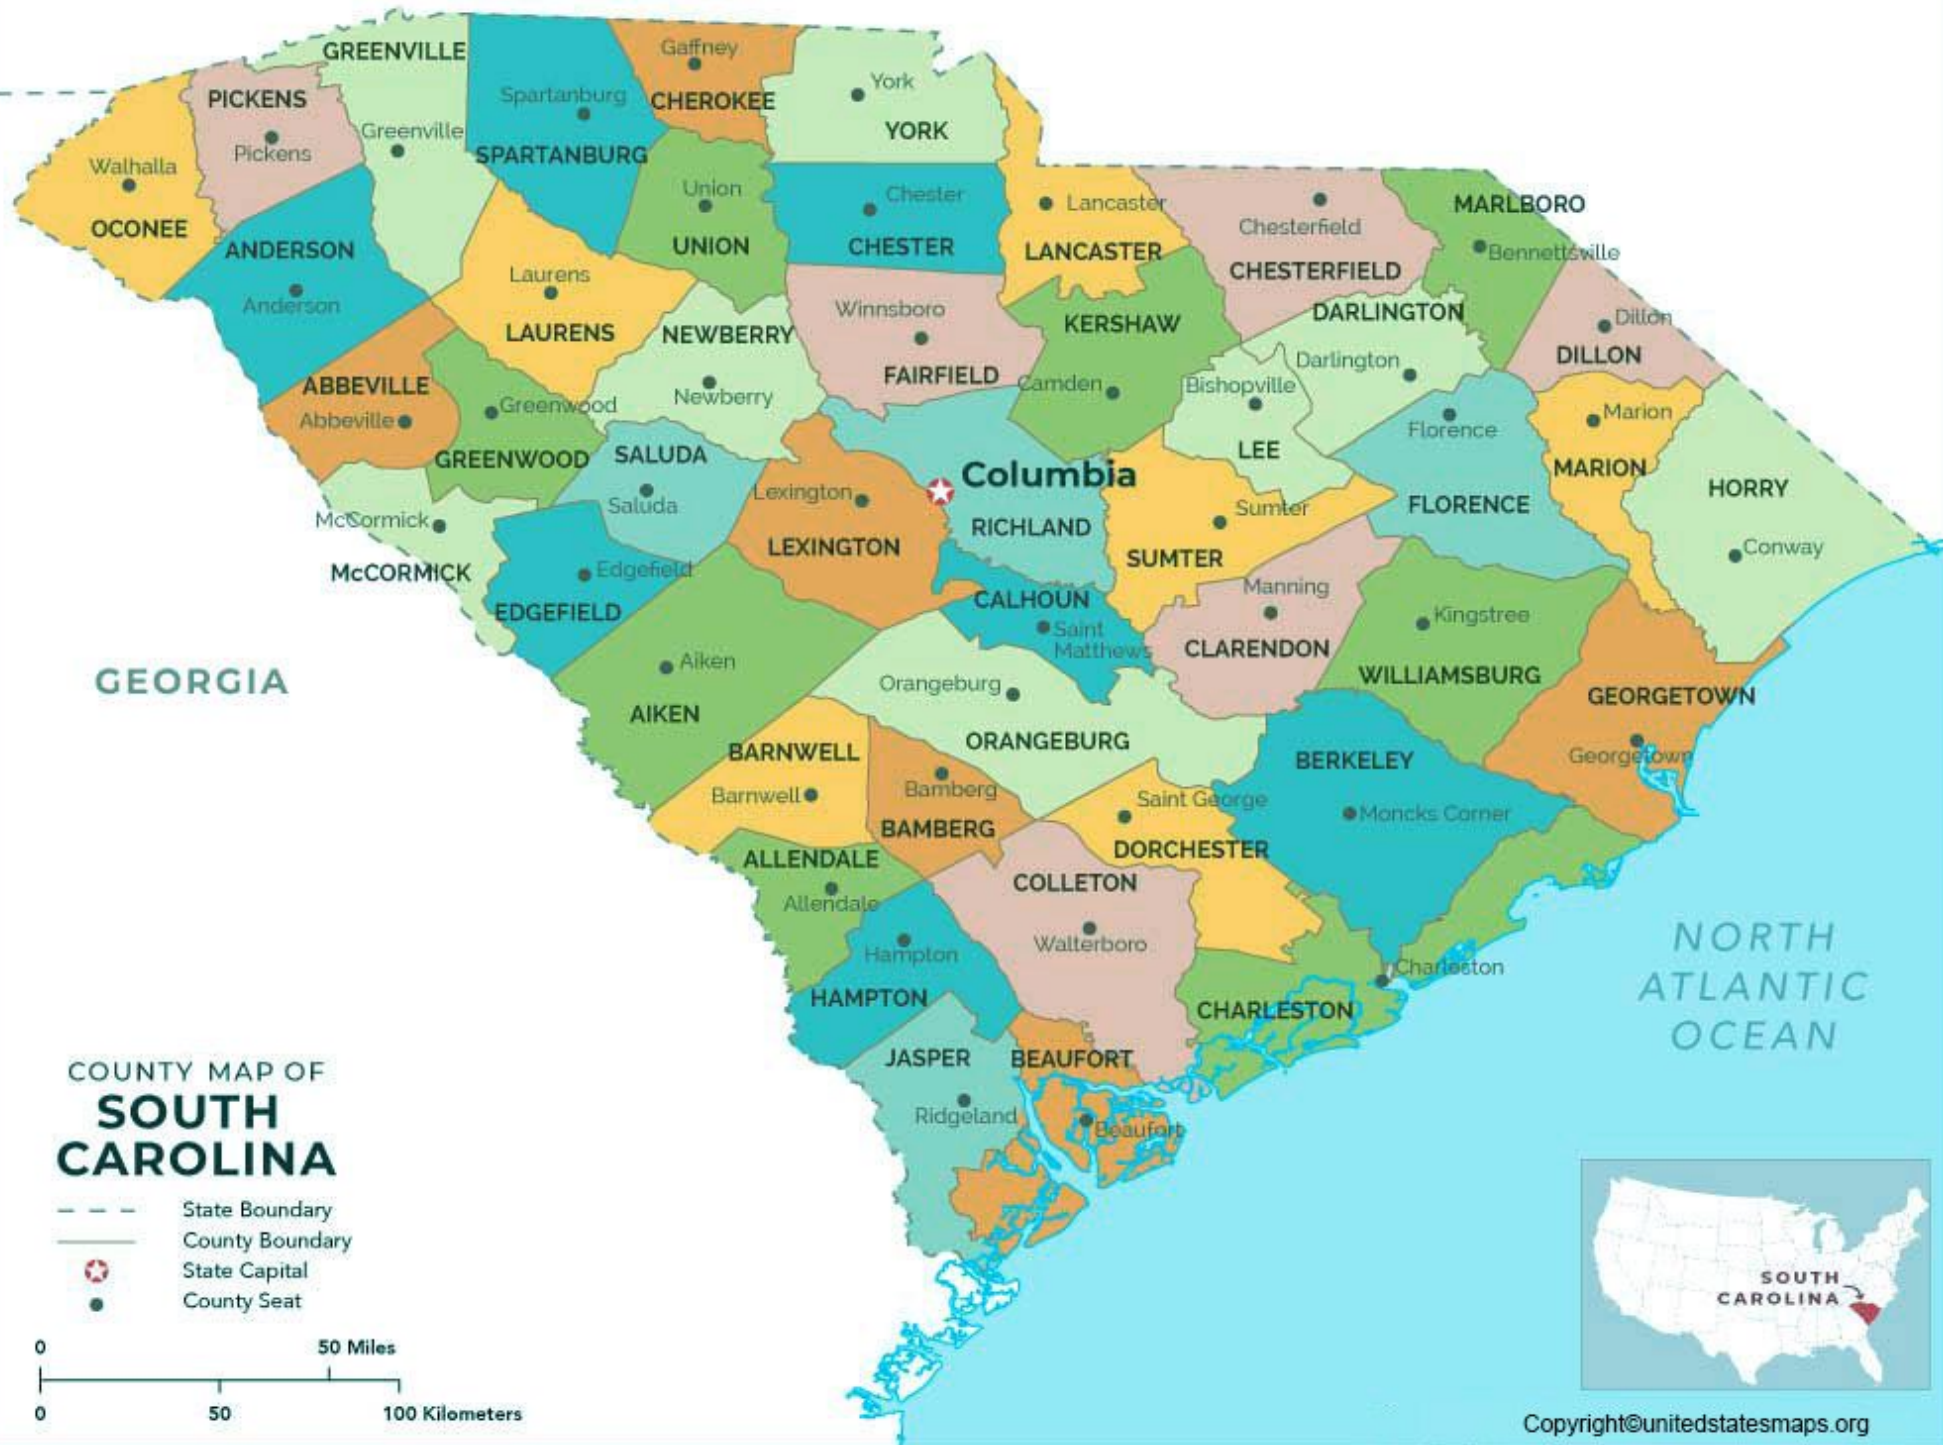 GREENVILLE
Gaffney
PICKENS
Spartanburg
CHEROKEE
York
Greenville
YORK
Pickens
SPARTANBURG
Walhalla
Union
Chester
Lancaster
Chesterfield
MARLBORO
OCONEE
ANDERSON
UNION
CHESTER
LANCASTER
Bennettsville
Laurens
CHESTERFIELD
Anderson
Winnsboro
DARLINGTON
Dillon
LAURENS
NEWBERRY
KERSHAW
DILLON
FAIRFIELD
Darlington
ABBEVILLE
Newberry
Camden
Bishopville
Abbeville
Greenwood
Marion
Florence
GREENWOOD
SALUDA
LEE
MARION
Columbia
HORRY
Lexington
Saluda
Sumter
FLORENCE
McCormick
RICHLAND
LEXINGTON
SUMTER
Conway
McCORMICK
Edgefield
EDGEFIELD
CALHOUN
Manning
Kingstree
Saint
Matthews
CLARENDON
Aiken
WILLIAMSBURG
GEORGIA
Orangeburg
GEORGETOWN
AIKEN
ORANGEBURG
BARNWELL
BERKELEY
Georgetown
Barnwell
Bamberg
Saint George
Moncks Corner
BAMBERG
DORCHESTER
ALLENDALE
COLLETON
Allendale
Walterboro
NORTH
ATLANTIC
OCEAN
Hampton
Charleston
HAMPTON
CHARLESTON
JASPER
BEAUFORT
Ridgeland
Beaufort
COUNTY MAP OF
SOUTH
CAROLINA
State Boundary
County Boundary
State Capital
County Seat
0 50 Miles
0 50 100 Kilometers
SOUTH
CAROLINA
Copyright©unitedstatesmaps.org